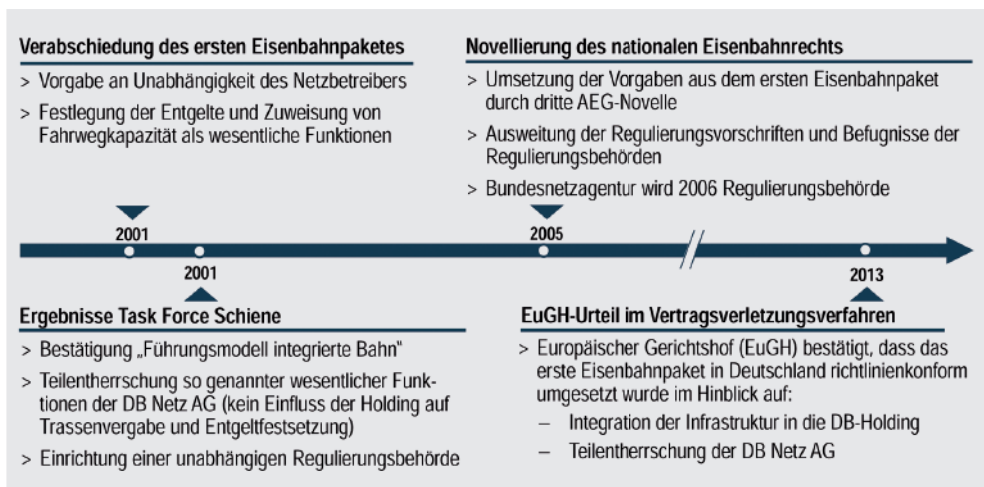 Verabschiedung des ersten Eisenbahnpaketes
> Vorgabe an Unabhängigkeit des Netzbetreibers
> Festlegung der Entgelte und Zuweisung von
Fahrwegkapazität als wesentliche Funktionen
Novellierung des nationalen Eisenbahnrechts
> Umsetzung der Vorgaben aus dem ersten Eisenbahnpaket
durch dritte AEG-Novelle
> Ausweitung der Regulierungsvorschriften und Befugnisse der
Regulierungsbehörden
> Bundesnetzagentur wird 2006 Regulierungsbehörde
2001
2005
2001
2013
Ergebnisse Task Force Schiene
> Bestätigung „Führungsmodell integrierte Bahn“
> Teilentherrschung so genannter wesentlicher Funk-
tionen der DB Netz AG (kein Einfluss der Holding auf
Trassenvergabe und Entgeltfestsetzung)
> Einrichtung einer unabhängigen Regulierungsbehörde
EuGH-Urteil im Vertragsverletzungsverfahren
> Europäischer Gerichtshof (EuGH) bestätigt, dass das
erste Eisenbahnpaket in Deutschland richtlinienkonform
umgesetzt wurde im Hinblick auf:
– Integration der Infrastruktur in die DB-Holding
– Teilentherrschung der DB Netz AG